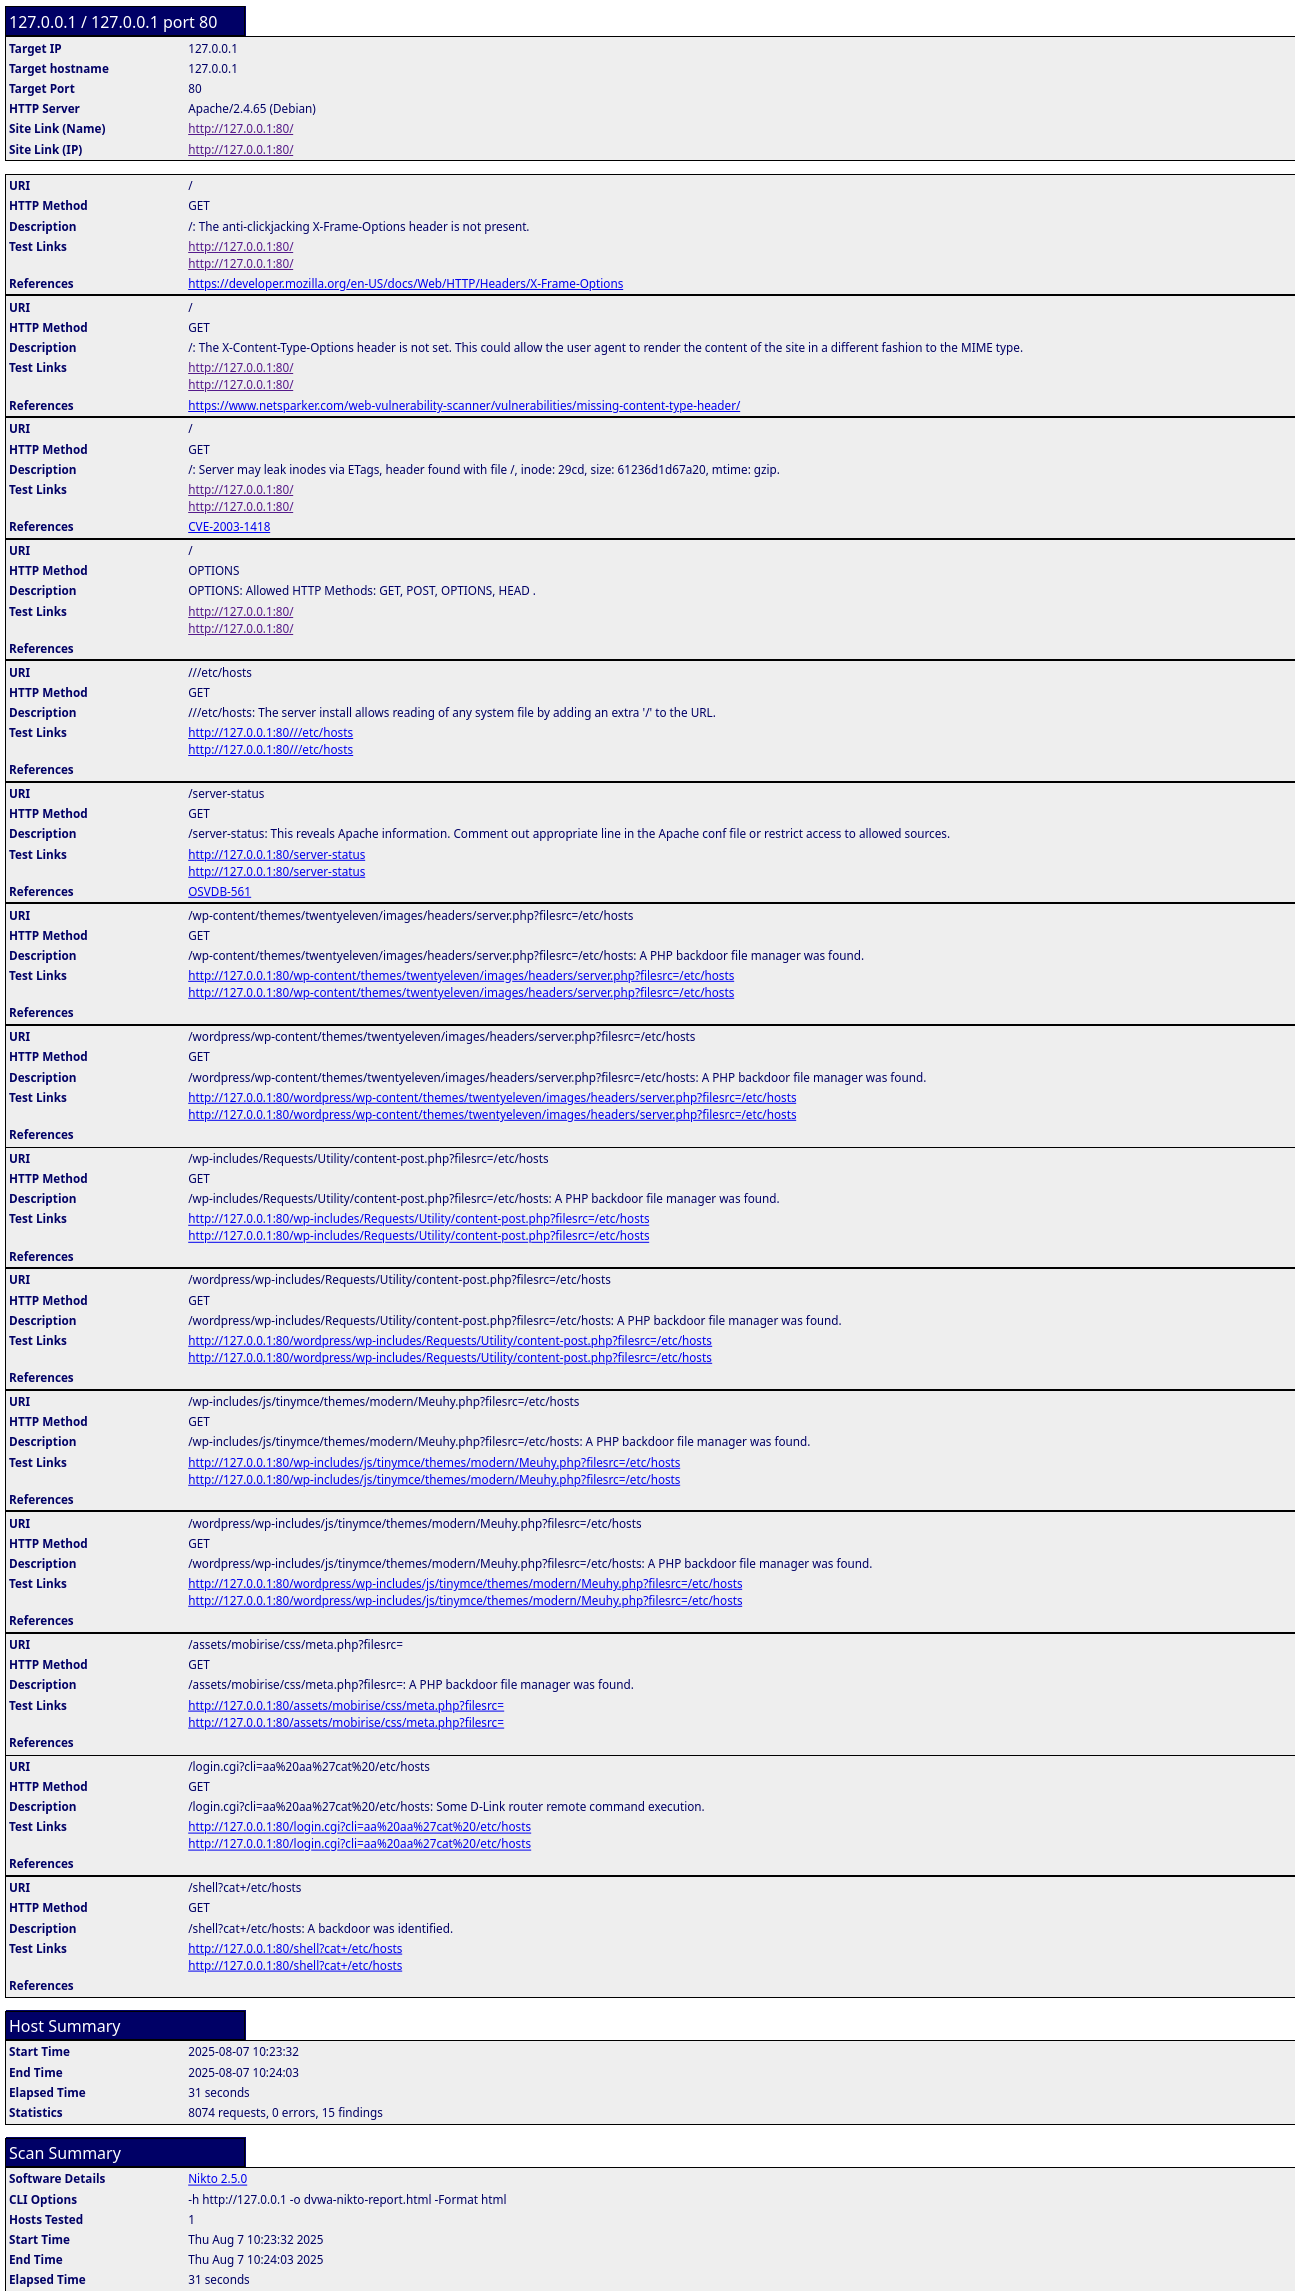 127.0.0.1 / 127.0.0.1 port 80
Target IP 127.0.0.1
Target hostname 127.0.0.1
Target Port 80
HTTP Server Apache/2.4.65 (Debian)
Site Link (Name) http://127.0.0.1:80/
Site Link (IP) http://127.0.0.1:80/
URI /
HTTP Method GET
Description /: The anti-clickjacking X-Frame-Options header is not present.
Test Links http://127.0.0.1:80/
http://127.0.0.1:80/
References https://developer.mozilla.org/en-US/docs/Web/HTTP/Headers/X-Frame-Options
URI /
HTTP Method GET
Description /: The X-Content-Type-Options header is not set. This could allow the user agent to render the content of the site in a different fashion to the MIME type.
Test Links http://127.0.0.1:80/
http://127.0.0.1:80/
References https://www.netsparker.com/web-vulnerability-scanner/vulnerabilities/missing-content-type-header/
URI /
HTTP Method GET
Description /: Server may leak inodes via ETags, header found with file /, inode: 29cd, size: 61236d1d67a20, mtime: gzip.
Test Links http://127.0.0.1:80/
http://127.0.0.1:80/
References CVE-2003-1418
URI /
HTTP Method OPTIONS
Description OPTIONS: Allowed HTTP Methods: GET, POST, OPTIONS, HEAD .
Test Links http://127.0.0.1:80/
http://127.0.0.1:80/
References
URI ///etc/hosts
HTTP Method GET
Description ///etc/hosts: The server install allows reading of any system file by adding an extra '/' to the URL.
Test Links http://127.0.0.1:80///etc/hosts
http://127.0.0.1:80///etc/hosts
References
URI /server-status
HTTP Method GET
Description /server-status: This reveals Apache information. Comment out appropriate line in the Apache conf file or restrict access to allowed sources.
Test Links http://127.0.0.1:80/server-status
http://127.0.0.1:80/server-status
References OSVDB-561
URI /wp-content/themes/twentyeleven/images/headers/server.php?filesrc=/etc/hosts
HTTP Method GET
Description /wp-content/themes/twentyeleven/images/headers/server.php?filesrc=/etc/hosts: A PHP backdoor file manager was found.
Test Links http://127.0.0.1:80/wp-content/themes/twentyeleven/images/headers/server.php?filesrc=/etc/hosts
http://127.0.0.1:80/wp-content/themes/twentyeleven/images/headers/server.php?filesrc=/etc/hosts
References
URI /wordpress/wp-content/themes/twentyeleven/images/headers/server.php?filesrc=/etc/hosts
HTTP Method GET
Description /wordpress/wp-content/themes/twentyeleven/images/headers/server.php?filesrc=/etc/hosts: A PHP backdoor file manager was found.
Test Links http://127.0.0.1:80/wordpress/wp-content/themes/twentyeleven/images/headers/server.php?filesrc=/etc/hosts
http://127.0.0.1:80/wordpress/wp-content/themes/twentyeleven/images/headers/server.php?filesrc=/etc/hosts
References
URI /wp-includes/Requests/Utility/content-post.php?filesrc=/etc/hosts
HTTP Method GET
Description /wp-includes/Requests/Utility/content-post.php?filesrc=/etc/hosts: A PHP backdoor file manager was found.
Test Links http://127.0.0.1:80/wp-includes/Requests/Utility/content-post.php?filesrc=/etc/hosts
http://127.0.0.1:80/wp-includes/Requests/Utility/content-post.php?filesrc=/etc/hosts
References
URI /wordpress/wp-includes/Requests/Utility/content-post.php?filesrc=/etc/hosts
HTTP Method GET
Description /wordpress/wp-includes/Requests/Utility/content-post.php?filesrc=/etc/hosts: A PHP backdoor file manager was found.
Test Links http://127.0.0.1:80/wordpress/wp-includes/Requests/Utility/content-post.php?filesrc=/etc/hosts
http://127.0.0.1:80/wordpress/wp-includes/Requests/Utility/content-post.php?filesrc=/etc/hosts
References
URI /wp-includes/js/tinymce/themes/modern/Meuhy.php?filesrc=/etc/hosts
HTTP Method GET
Description /wp-includes/js/tinymce/themes/modern/Meuhy.php?filesrc=/etc/hosts: A PHP backdoor file manager was found.
Test Links http://127.0.0.1:80/wp-includes/js/tinymce/themes/modern/Meuhy.php?filesrc=/etc/hosts
http://127.0.0.1:80/wp-includes/js/tinymce/themes/modern/Meuhy.php?filesrc=/etc/hosts
References
URI /wordpress/wp-includes/js/tinymce/themes/modern/Meuhy.php?filesrc=/etc/hosts
HTTP Method GET
Description /wordpress/wp-includes/js/tinymce/themes/modern/Meuhy.php?filesrc=/etc/hosts: A PHP backdoor file manager was found.
Test Links http://127.0.0.1:80/wordpress/wp-includes/js/tinymce/themes/modern/Meuhy.php?filesrc=/etc/hosts
http://127.0.0.1:80/wordpress/wp-includes/js/tinymce/themes/modern/Meuhy.php?filesrc=/etc/hosts
References
URI /assets/mobirise/css/meta.php?filesrc=
HTTP Method GET
Description /assets/mobirise/css/meta.php?filesrc=: A PHP backdoor file manager was found.
Test Links http://127.0.0.1:80/assets/mobirise/css/meta.php?filesrc=
http://127.0.0.1:80/assets/mobirise/css/meta.php?filesrc=
References
URI /login.cgi?cli=aa%20aa%27cat%20/etc/hosts
HTTP Method GET
Description /login.cgi?cli=aa%20aa%27cat%20/etc/hosts: Some D-Link router remote command execution.
Test Links http://127.0.0.1:80/login.cgi?cli=aa%20aa%27cat%20/etc/hosts
http://127.0.0.1:80/login.cgi?cli=aa%20aa%27cat%20/etc/hosts
References
URI /shell?cat+/etc/hosts
HTTP Method GET
Description /shell?cat+/etc/hosts: A backdoor was identified.
Test Links http://127.0.0.1:80/shell?cat+/etc/hosts
http://127.0.0.1:80/shell?cat+/etc/hosts
References
Host Summary
Start Time 2025-08-07 10:23:32
End Time 2025-08-07 10:24:03
Elapsed Time 31 seconds
Statistics 8074 requests, 0 errors, 15 findings
Scan Summary
Software Details Nikto 2.5.0
CLI Options -h http://127.0.0.1 -o dvwa-nikto-report.html -Format html
Hosts Tested 1
Start Time Thu Aug 7 10:23:32 2025
End Time Thu Aug 7 10:24:03 2025
Elapsed Time 31 seconds